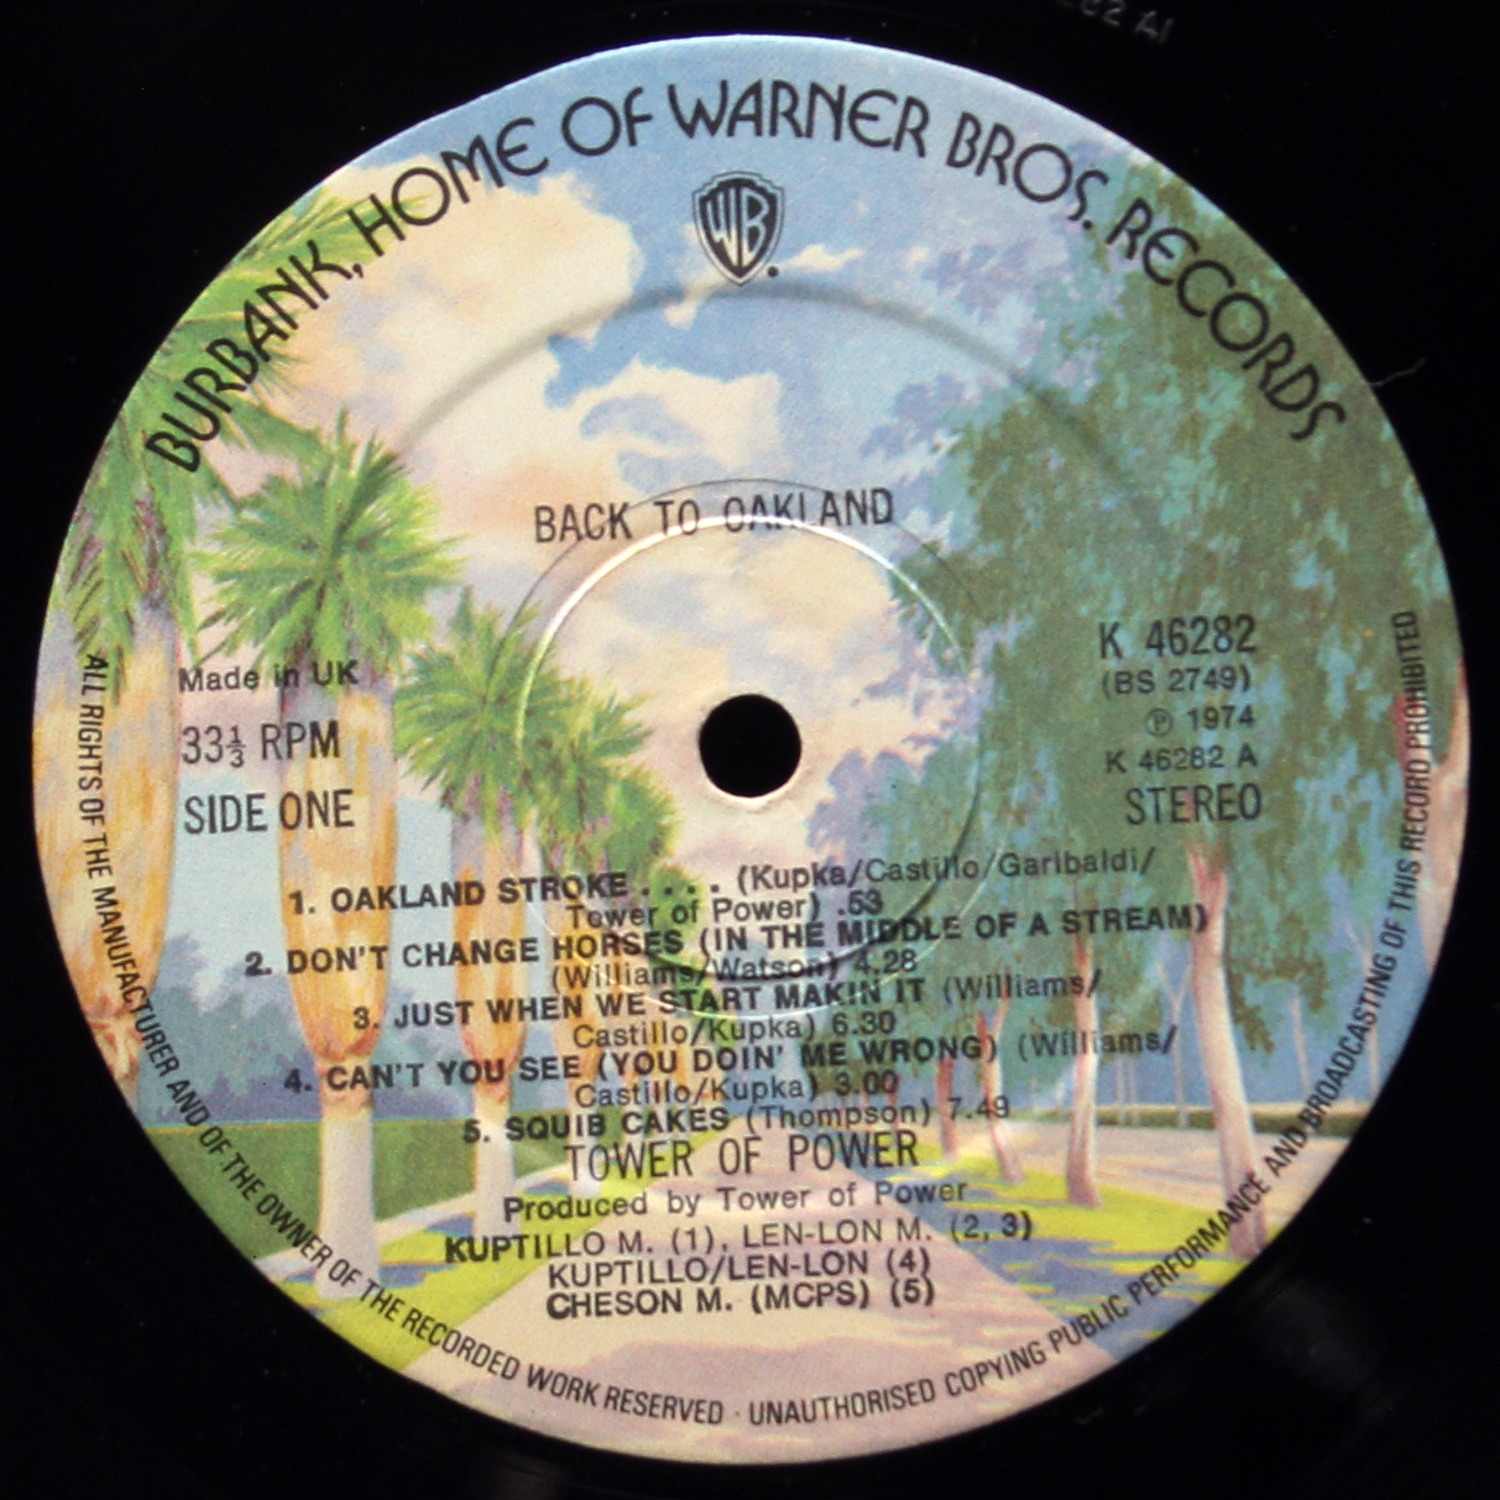 BURBANK, HOME OF WARNER BROS. RECORDS
WB
BACK TO OAKLAND
Made in UK
33⅓ RPM
SIDE ONE
K 46282
(BS 2749)
℗ 1974
K 46282 A
STEREO
1. OAKLAND STROKE . . . . (Kupka/Castillo/Garibaldi/
Tower of Power) .53
2. DON'T CHANGE HORSES (IN THE MIDDLE OF A STREAM)
(Williams/Watson) 4.28
3. JUST WHEN WE START MAKIN IT (Williams/
Castillo/Kupka) 6.30
4. CAN'T YOU SEE (YOU DOIN' ME WRONG) (Williams/
Castillo/Kupka) 3.00
5. SQUIB CAKES (Thompson) 7.49
TOWER OF POWER
Produced by Tower of Power
KUPTILLO M. (1), LEN-LON M. (2, 3)
KUPTILLO/LEN-LON (4)
CHESON M. (MCPS) (5)
ALL RIGHTS OF THE MANUFACTURER AND OF THE OWNER OF THE RECORDED WORK RESERVED · UNAUTHORISED COPYING PUBLIC PERFORMANCE AND BROADCASTING OF THIS RECORD PROHIBITED